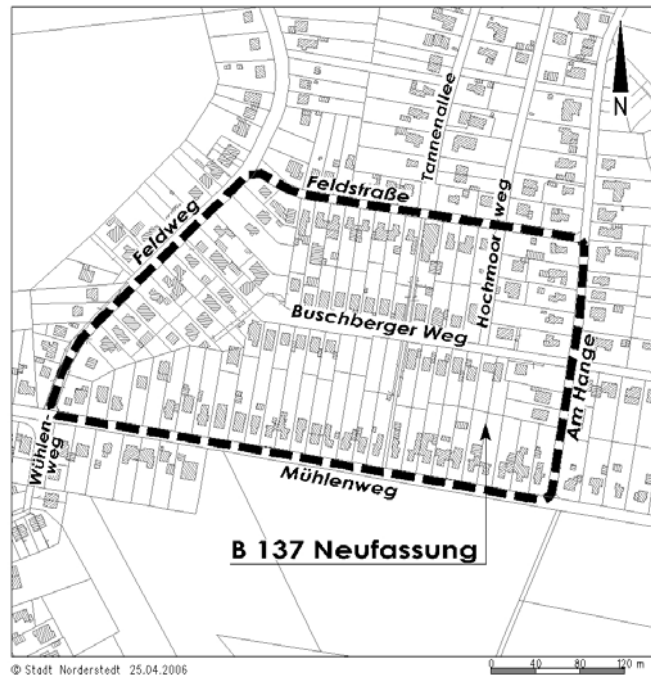 Tannenallee
N
Feldstraße
Hochmoor weg
Feldweg
Buschberger Weg
Am Hange
Wühlen-
weg
Mühlenweg
B 137 Neufassung
© Stadt Norderstedt 25.04.2006
0 40 80 120 m